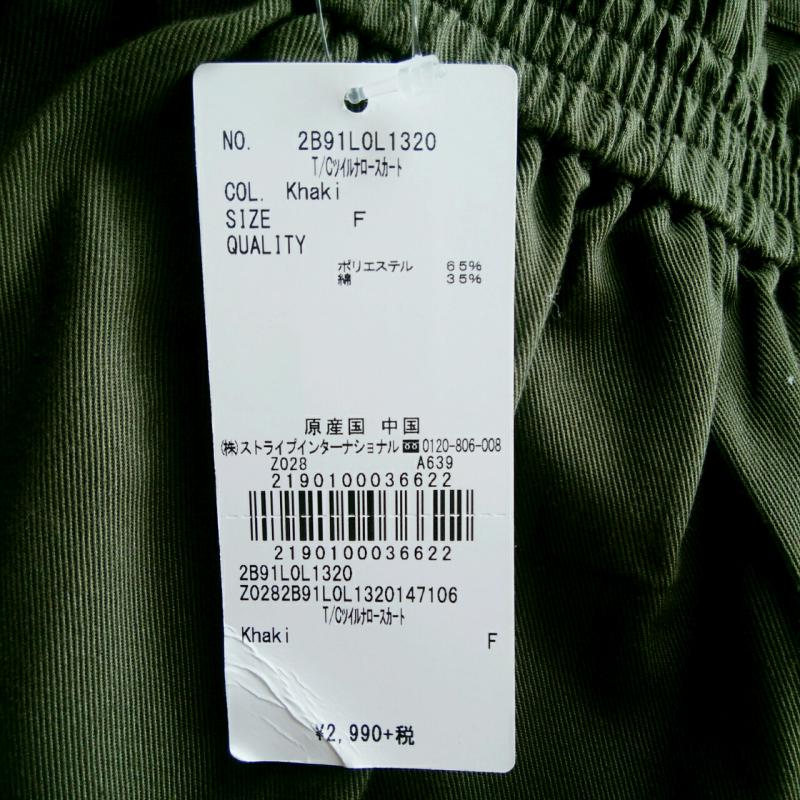 NO. 2B91L0L1320
T/Cツイルナロースカート
COL. Khaki
SIZE F
QUALITY
ポリエステル 65%
綿 35%
原産国 中国
(株)ストライプインターナショナル 0120-806-008
Z028 A639
2190100036622
2190100036622
2B91L0L1320
Z0282B91L0L1320147106
T/Cツイルナロースカート
Khaki F
¥2,990+税